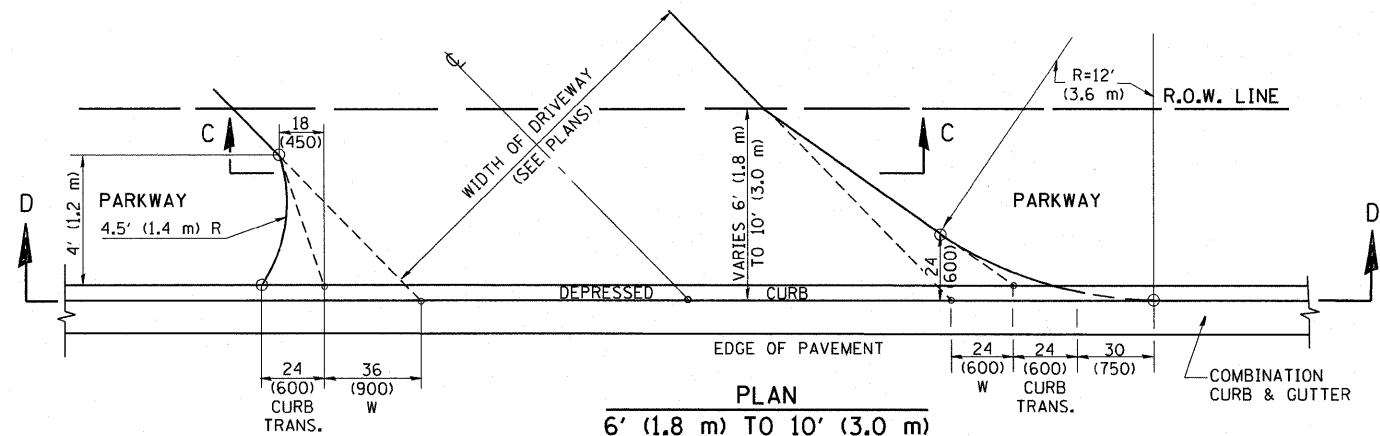 R=12'
(3.6 m)
R.O.W. LINE
℄
WIDTH OF DRIVEWAY
(SEE PLANS)
C
18
(450)
C
VARIES 6' (1.8 m)
TO 10' (3.0 m)
D
4' (1.2 m)
PARKWAY
4.5' (1.4 m) R
PARKWAY
D
24
(600)
DEPRESSED CURB
EDGE OF PAVEMENT
24
(600)
CURB
TRANS.
36
(900)
W
24
(600)
W
24
(600)
CURB
TRANS.
30
(750)
COMBINATION
CURB & GUTTER
PLAN
6' (1.8 m) TO 10' (3.0 m)